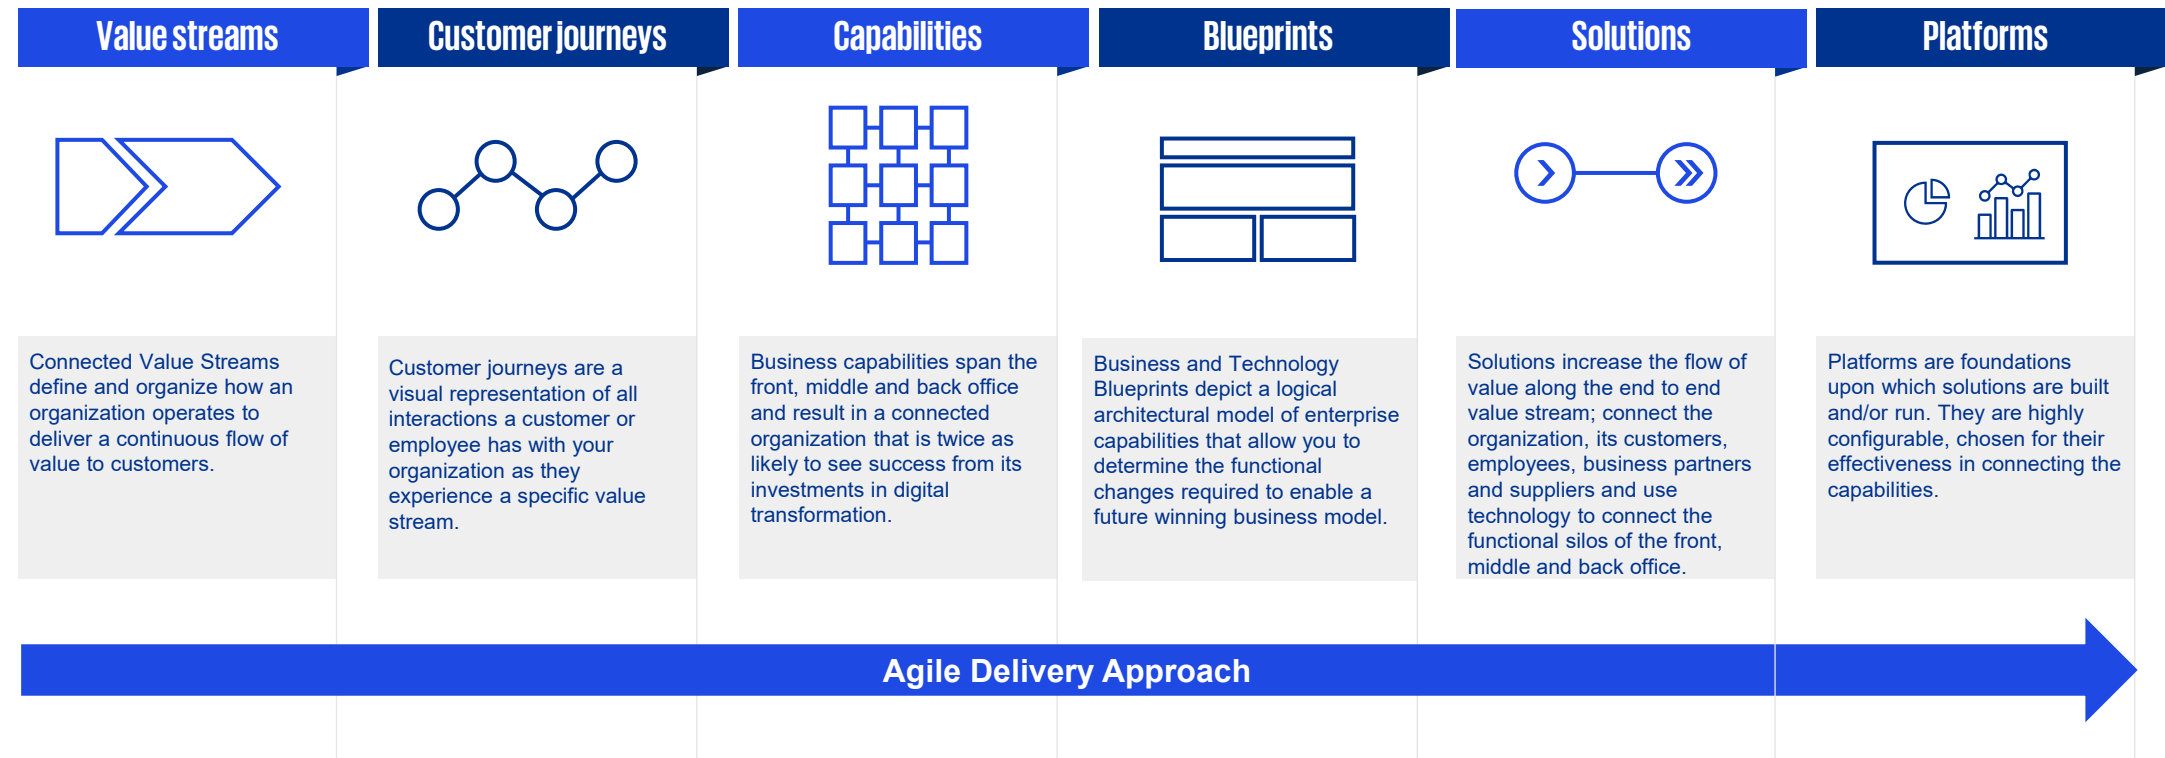 Value streams
Customer journeys
Capabilities
Blueprints
Solutions
Platforms
Connected Value Streams
define and organize how an
organization operates to
deliver a continuous flow of
value to customers.
Customer journeys are a
visual representation of all
interactions a customer or
employee has with your
organization as they
experience a specific value
stream.
Business capabilities span the
front, middle and back office
and result in a connected
organization that is twice as
likely to see success from its
investments in digital
transformation.
Business and Technology
Blueprints depict a logical
architectural model of enterprise
capabilities that allow you to
determine the functional
changes required to enable a
future winning business model.
Solutions increase the flow of
value along the end to end
value stream; connect the
organization, its customers,
employees, business partners
and suppliers and use
technology to connect the
functional silos of the front,
middle and back office.
Platforms are foundations
upon which solutions are built
and/or run. They are highly
configurable, chosen for their
effectiveness in connecting the
capabilities.
Agile Delivery Approach